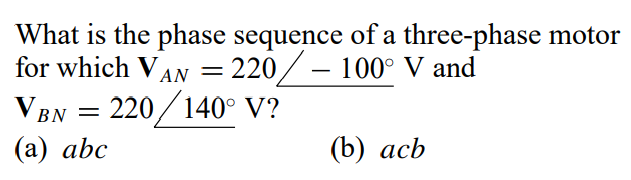 What is the phase sequence of a three-phase motor
for which V_AN = 220∠− 100° V and
V_BN = 220∠140° V?
(a) abc (b) acb